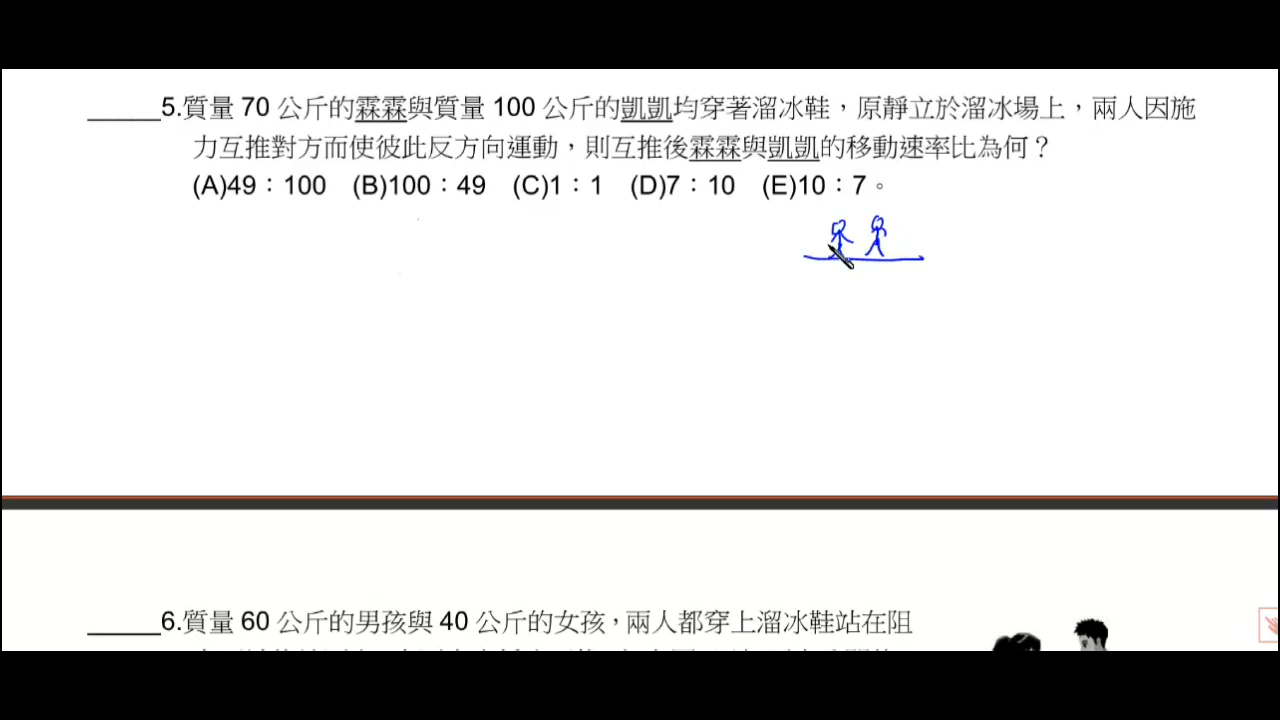 _____5.質量 70 公斤的霖霖與質量 100 公斤的凱凱均穿著溜冰鞋，原靜立於溜冰場上，兩人因施
力互推對方而使彼此反方向運動，則互推後霖霖與凱凱的移動速率比為何？
(A)49：100 (B)100：49 (C)1：1 (D)7：10 (E)10：7。
_____6.質量 60 公斤的男孩與 40 公斤的女孩，兩人都穿上溜冰鞋站在阻